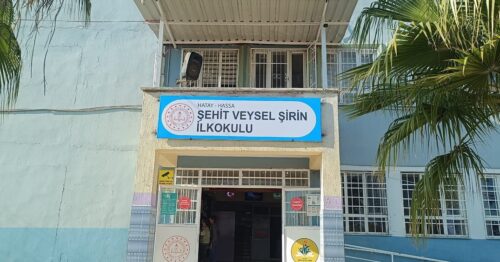 HATAY - HASSA
ŞEHİT VEYSEL ŞİRİN
İLKOKULU